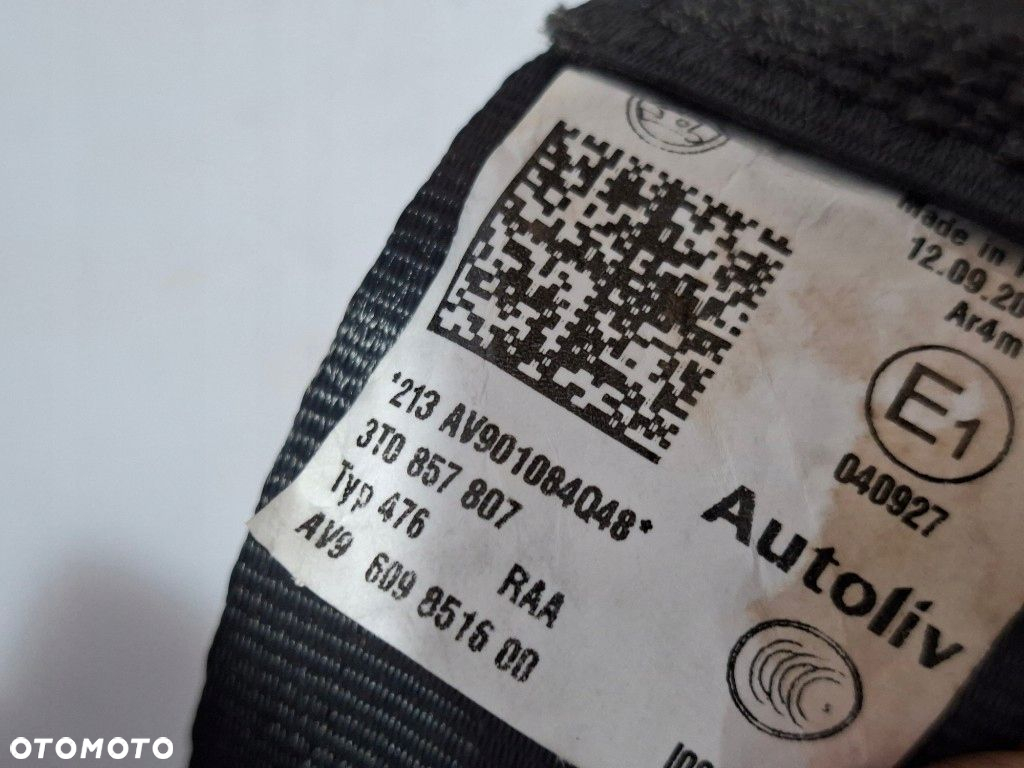 Made in
12.09.20
Ar4m
E1
040927
*213 AV901084Q48*
3T0 857 807
Typ 476
RAA
AV9 609 8516 00
Autoliv
OTOMOTO